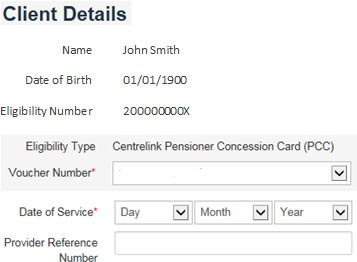 Client Details
Name John Smith
Date of Birth 01/01/1900
Eligibility Number 200000000X
Eligibility Type Centrelink Pensioner Concession Card (PCC)
Voucher Number*
Date of Service* Day Month Year
Provider Reference
Number